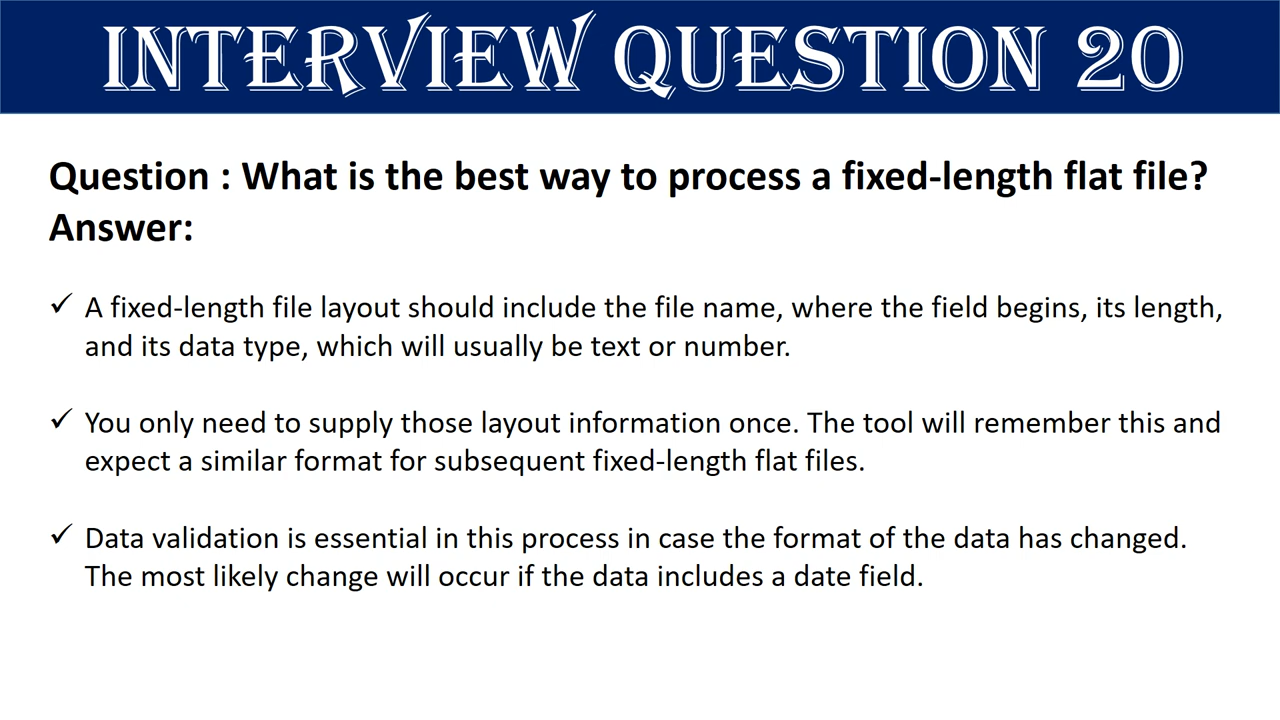 INTERVIEW QUESTION 20
Question : What is the best way to process a fixed-length flat file?
Answer:
✓ A fixed-length file layout should include the file name, where the field begins, its length,
and its data type, which will usually be text or number.
✓ You only need to supply those layout information once. The tool will remember this and
expect a similar format for subsequent fixed-length flat files.
✓ Data validation is essential in this process in case the format of the data has changed.
The most likely change will occur if the data includes a date field.